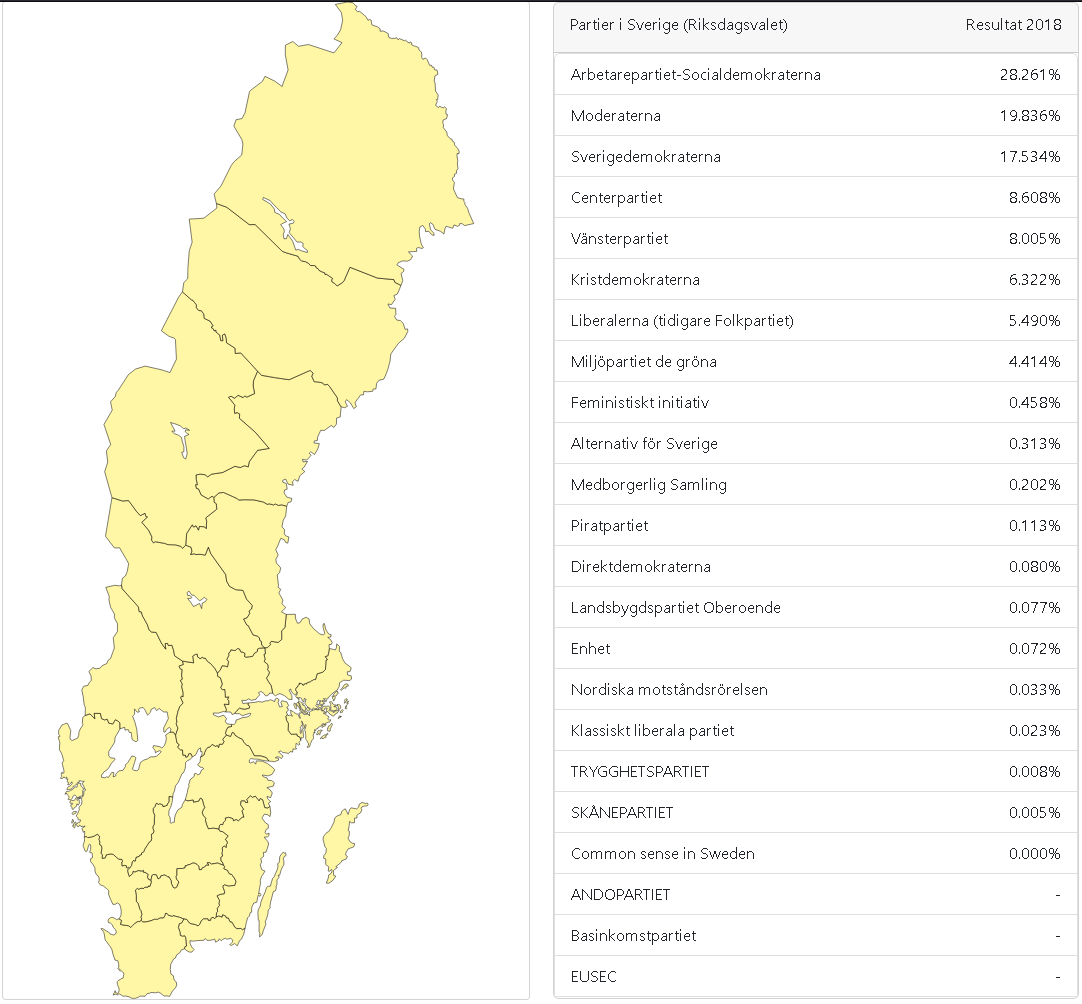 Partier i Sverige (Riksdagsvalet) Resultat 2018
Arbetarepartiet-Socialdemokraterna 28.261%
Moderaterna 19.836%
Sverigedemokraterna 17.534%
Centerpartiet 8.608%
Vänsterpartiet 8.005%
Kristdemokraterna 6.322%
Liberalerna (tidigare Folkpartiet) 5.490%
Miljöpartiet de gröna 4.414%
Feministiskt initiativ 0.458%
Alternativ för Sverige 0.313%
Medborgerlig Samling 0.202%
Piratpartiet 0.113%
Direktdemokraterna 0.080%
Landsbygdspartiet Oberoende 0.077%
Enhet 0.072%
Nordiska motståndsrörelsen 0.033%
Klassiskt liberala partiet 0.023%
TRYGGHETSPARTIET 0.008%
SKÅNEPARTIET 0.005%
Common sense in Sweden 0.000%
ANDOPARTIET -
Basinkomstpartiet -
EUSEC -